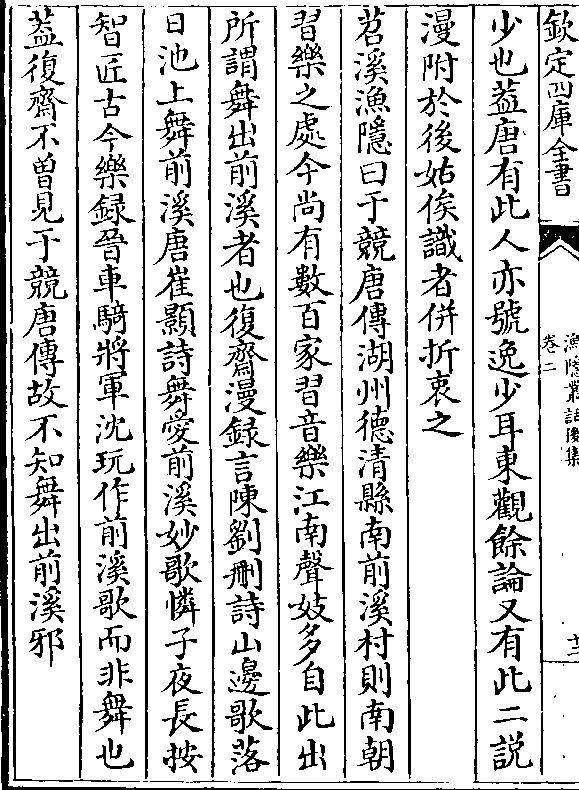 欽定四庫全書
漁隱叢話後集
卷二
十三
少也葢唐有此人亦號逸少耳東觀餘論又有此二説
漫附於後姑俟識者併折衷之
苕溪漁隱曰于競唐傳湖州德清縣南前溪村則南朝
習樂之處今尚有數百家習音樂江南聲妓多自此出
所謂舞出前溪者也復齋漫録言陳劉刪詩山邊歌落
日池上舞前溪唐崔顥詩舞愛前溪妙歌憐子夜長按
智匠古今樂録晉車騎將軍沈玩作前溪歌而非舞也
葢復齋不曽見于競唐傳故不知舞出前溪邪